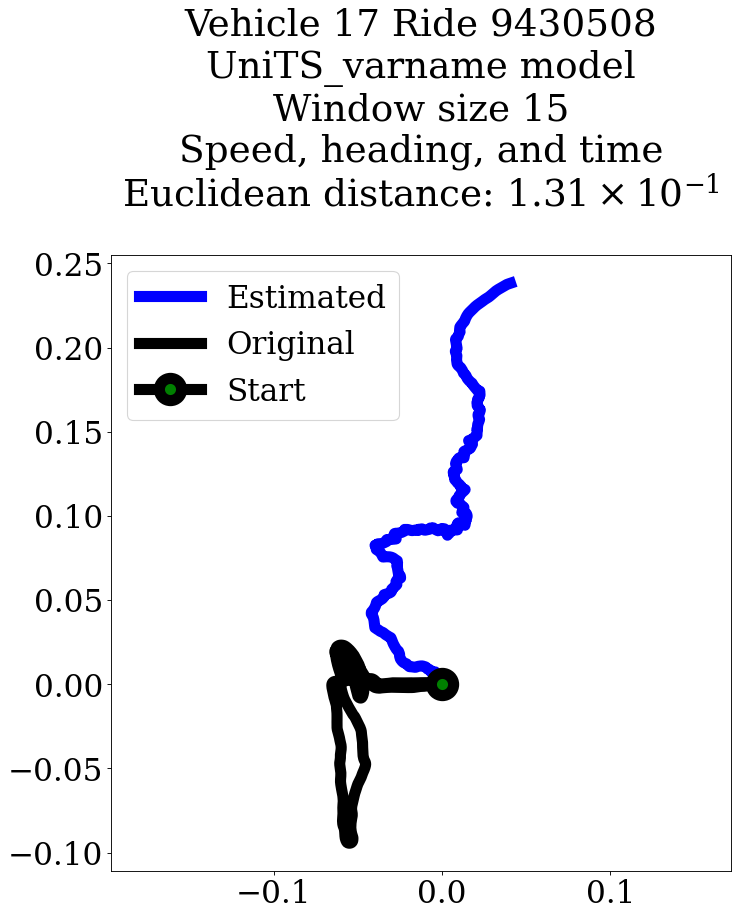 Vehicle 17 Ride 9430508
UniTS_varname model
Window size 15
Speed, heading, and time
Euclidean distance: 1.31 × 10⁻¹
0.25
0.20
0.15
0.10
0.05
0.00
−0.05
−0.10
Estimated
Original
Start
−0.1
0.0
0.1